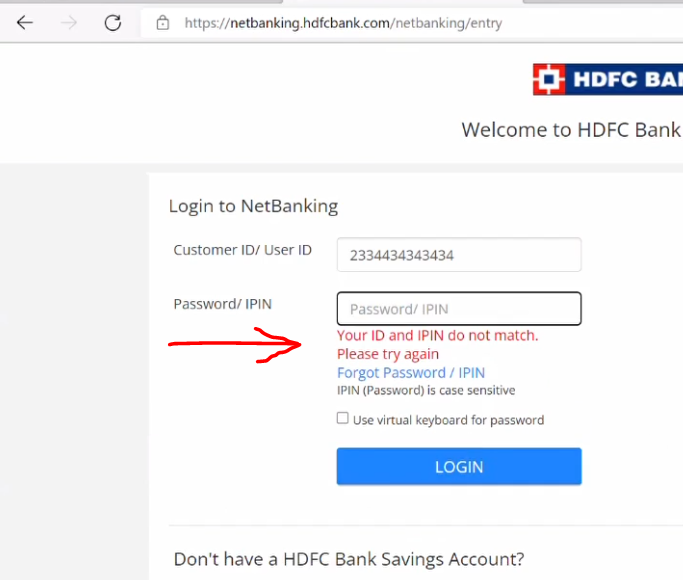 https://netbanking.hdfcbank.com/netbanking/entry
HDFC BA
Welcome to HDFC Bank
Login to NetBanking
Customer ID/ User ID
2334434343434
Password/ IPIN
Password/ IPIN
Your ID and IPIN do not match.
Please try again
Forgot Password / IPIN
IPIN (Password) is case sensitive
Use virtual keyboard for password
LOGIN
Don't have a HDFC Bank Savings Account?